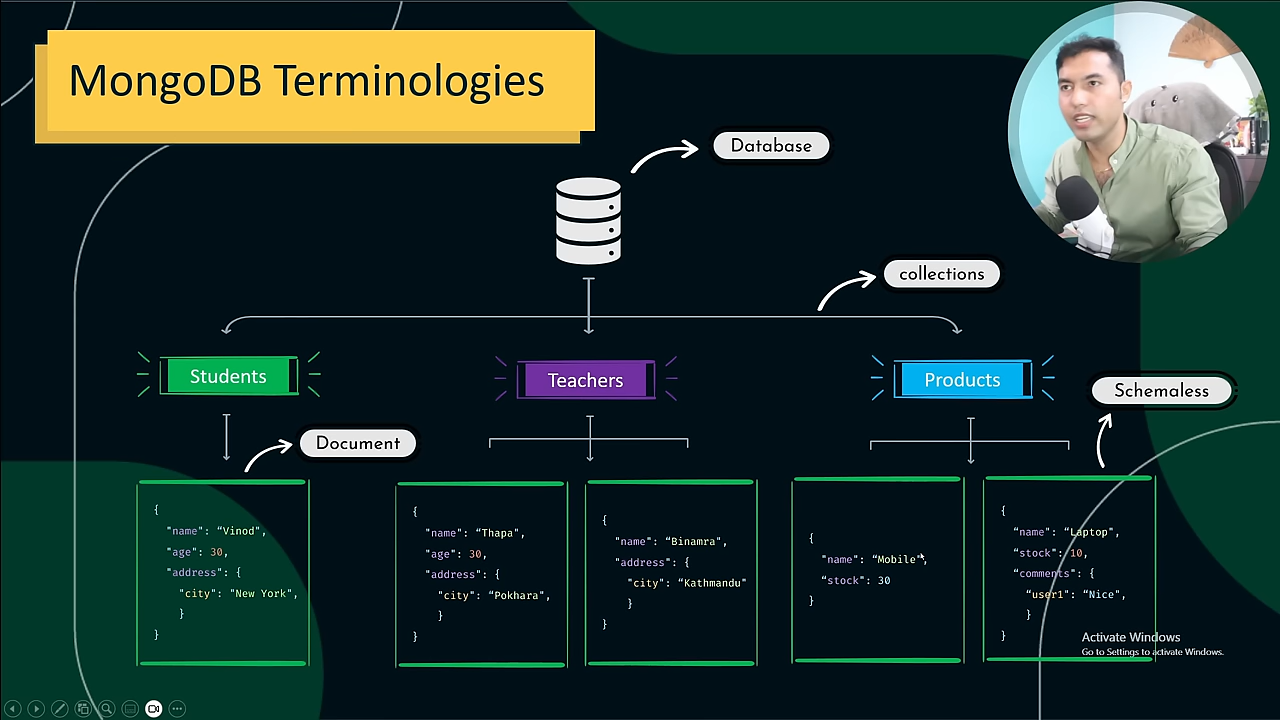 MongoDB Terminologies
Database
collections
Students
Teachers
Products
Schemaless
Document
{
"name": “Vinod",
"age": 30,
"address": {
"city": "New York",
}
}
{
"name": “Thapa",
"age": 30,
"address": {
"city": “Pokhara",
}
}
{
"name": “Binamra",
"address": {
"city": “Kathmandu"
}
}
{
"name": “Mobile",
“stock": 30
}
{
"name": “Laptop",
“stock": 10,
“comments": {
“user1": “Nice",
}
}
Activate Windows
Go to Settings to activate Windows.